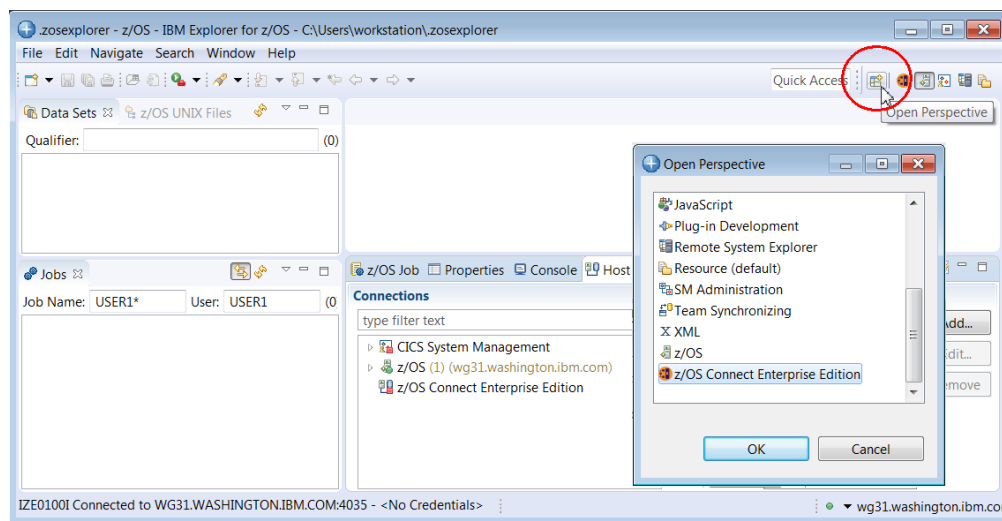 .zosexplorer - z/OS - IBM Explorer for z/OS - C:\Users\workstation\.zosexplorer
File Edit Navigate Search Window Help
Quick Access
Open Perspective
Data Sets z/OS UNIX Files
Qualifier: (0)
Open Perspective
JavaScript
Plug-in Development
Remote System Explorer
Resource (default)
SM Administration
Team Synchronizing
XML
z/OS
z/OS Connect Enterprise Edition
OK Cancel
Jobs
Job Name: USER1* User: USER1 (0
z/OS Job Properties Console Host
Connections
type filter text
CICS System Management
z/OS (1) (wg31.washington.ibm.com)
z/OS Connect Enterprise Edition
dd...
dit...
move
IZE0100I Connected to WG31.WASHINGTON.IBM.COM:4035 - <No Credentials>
wg31.washington.ibm.co